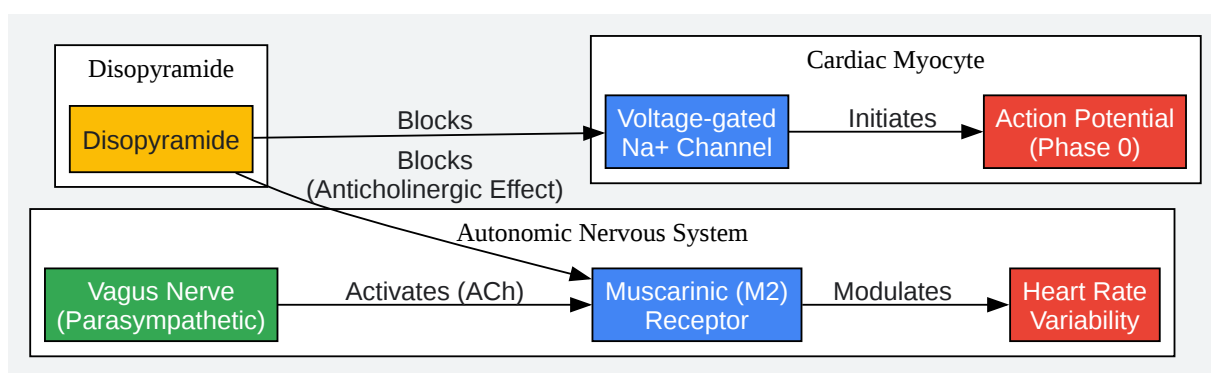 Disopyramide
Disopyramide
Blocks
Blocks
(Anticholinergic Effect)
Cardiac Myocyte
Voltage-gated
Na+ Channel
Initiates
Action Potential
(Phase 0)
Autonomic Nervous System
Vagus Nerve
(Parasympathetic)
Activates (ACh)
Muscarinic (M2)
Receptor
Modulates
Heart Rate
Variability